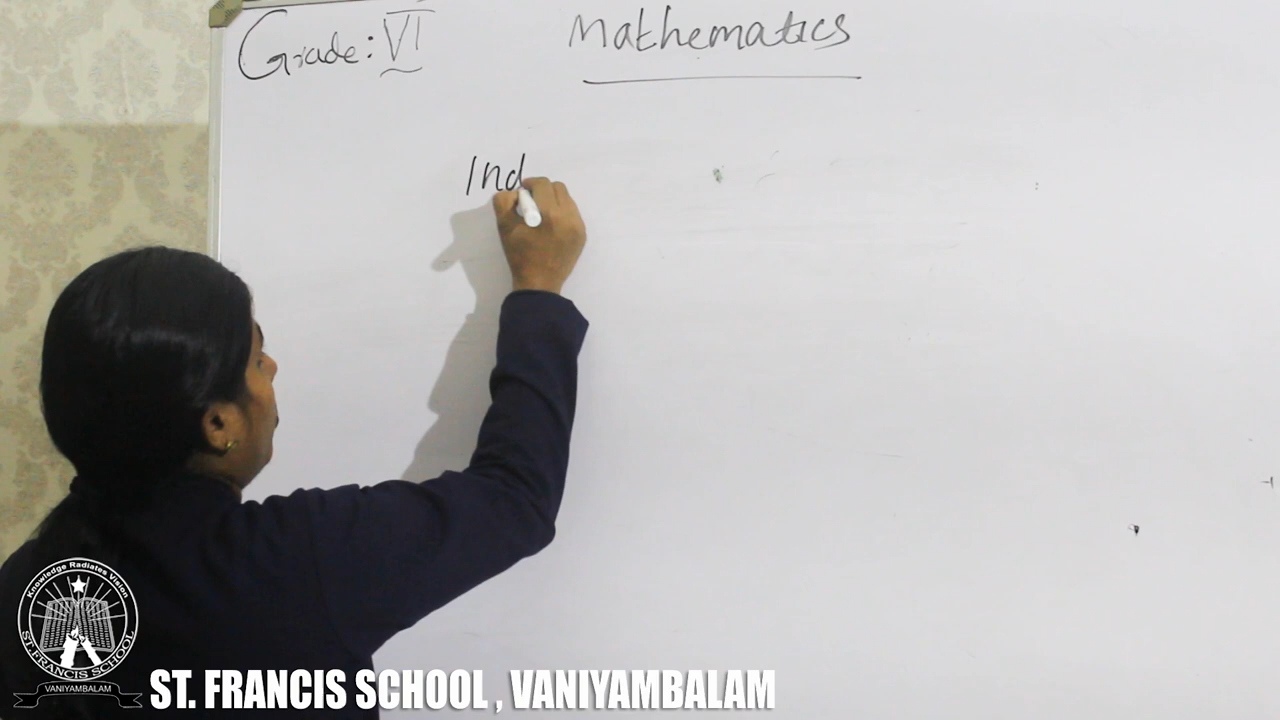 Grade: VI
Mathematics
Ind
Knowledge Radiates Vision
ST. FRANCIS SCHOOL
VANIYAMBALAM
ST. FRANCIS SCHOOL , VANIYAMBALAM